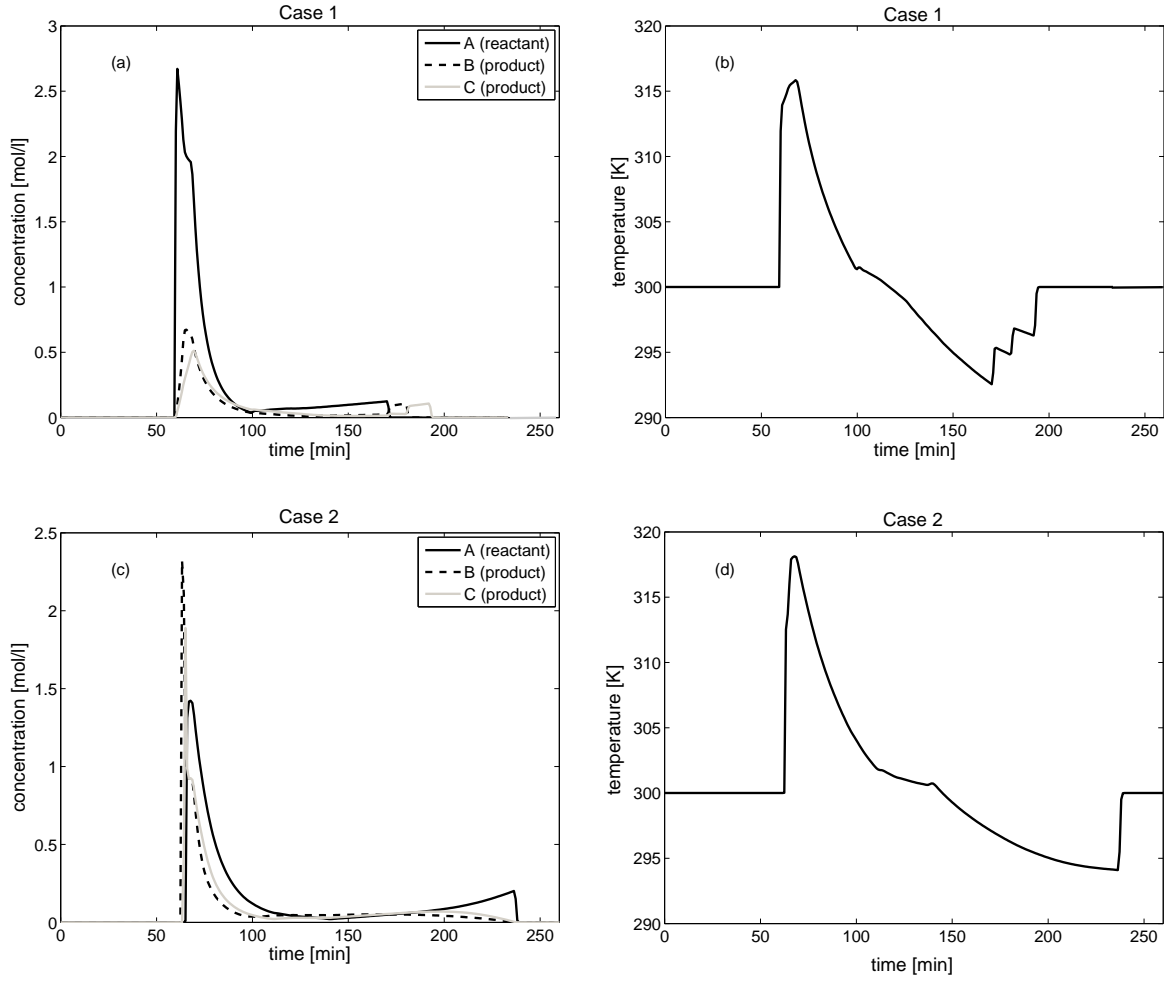 Case 1
concentration [mol/l]
3
2.5
2
1.5
1
0.5
0
(a)
A (reactant)
B (product)
C (product)
0 50 100 150 200 250
time [min]
Case 1
temperature [K]
320
315
310
305
300
295
290
(b)
0 50 100 150 200 250
time [min]
Case 2
concentration [mol/l]
2.5
2
1.5
1
0.5
0
(c)
A (reactant)
B (product)
C (product)
0 50 100 150 200 250
time [min]
Case 2
temperature [K]
320
315
310
305
300
295
290
(d)
0 50 100 150 200 250
time [min]